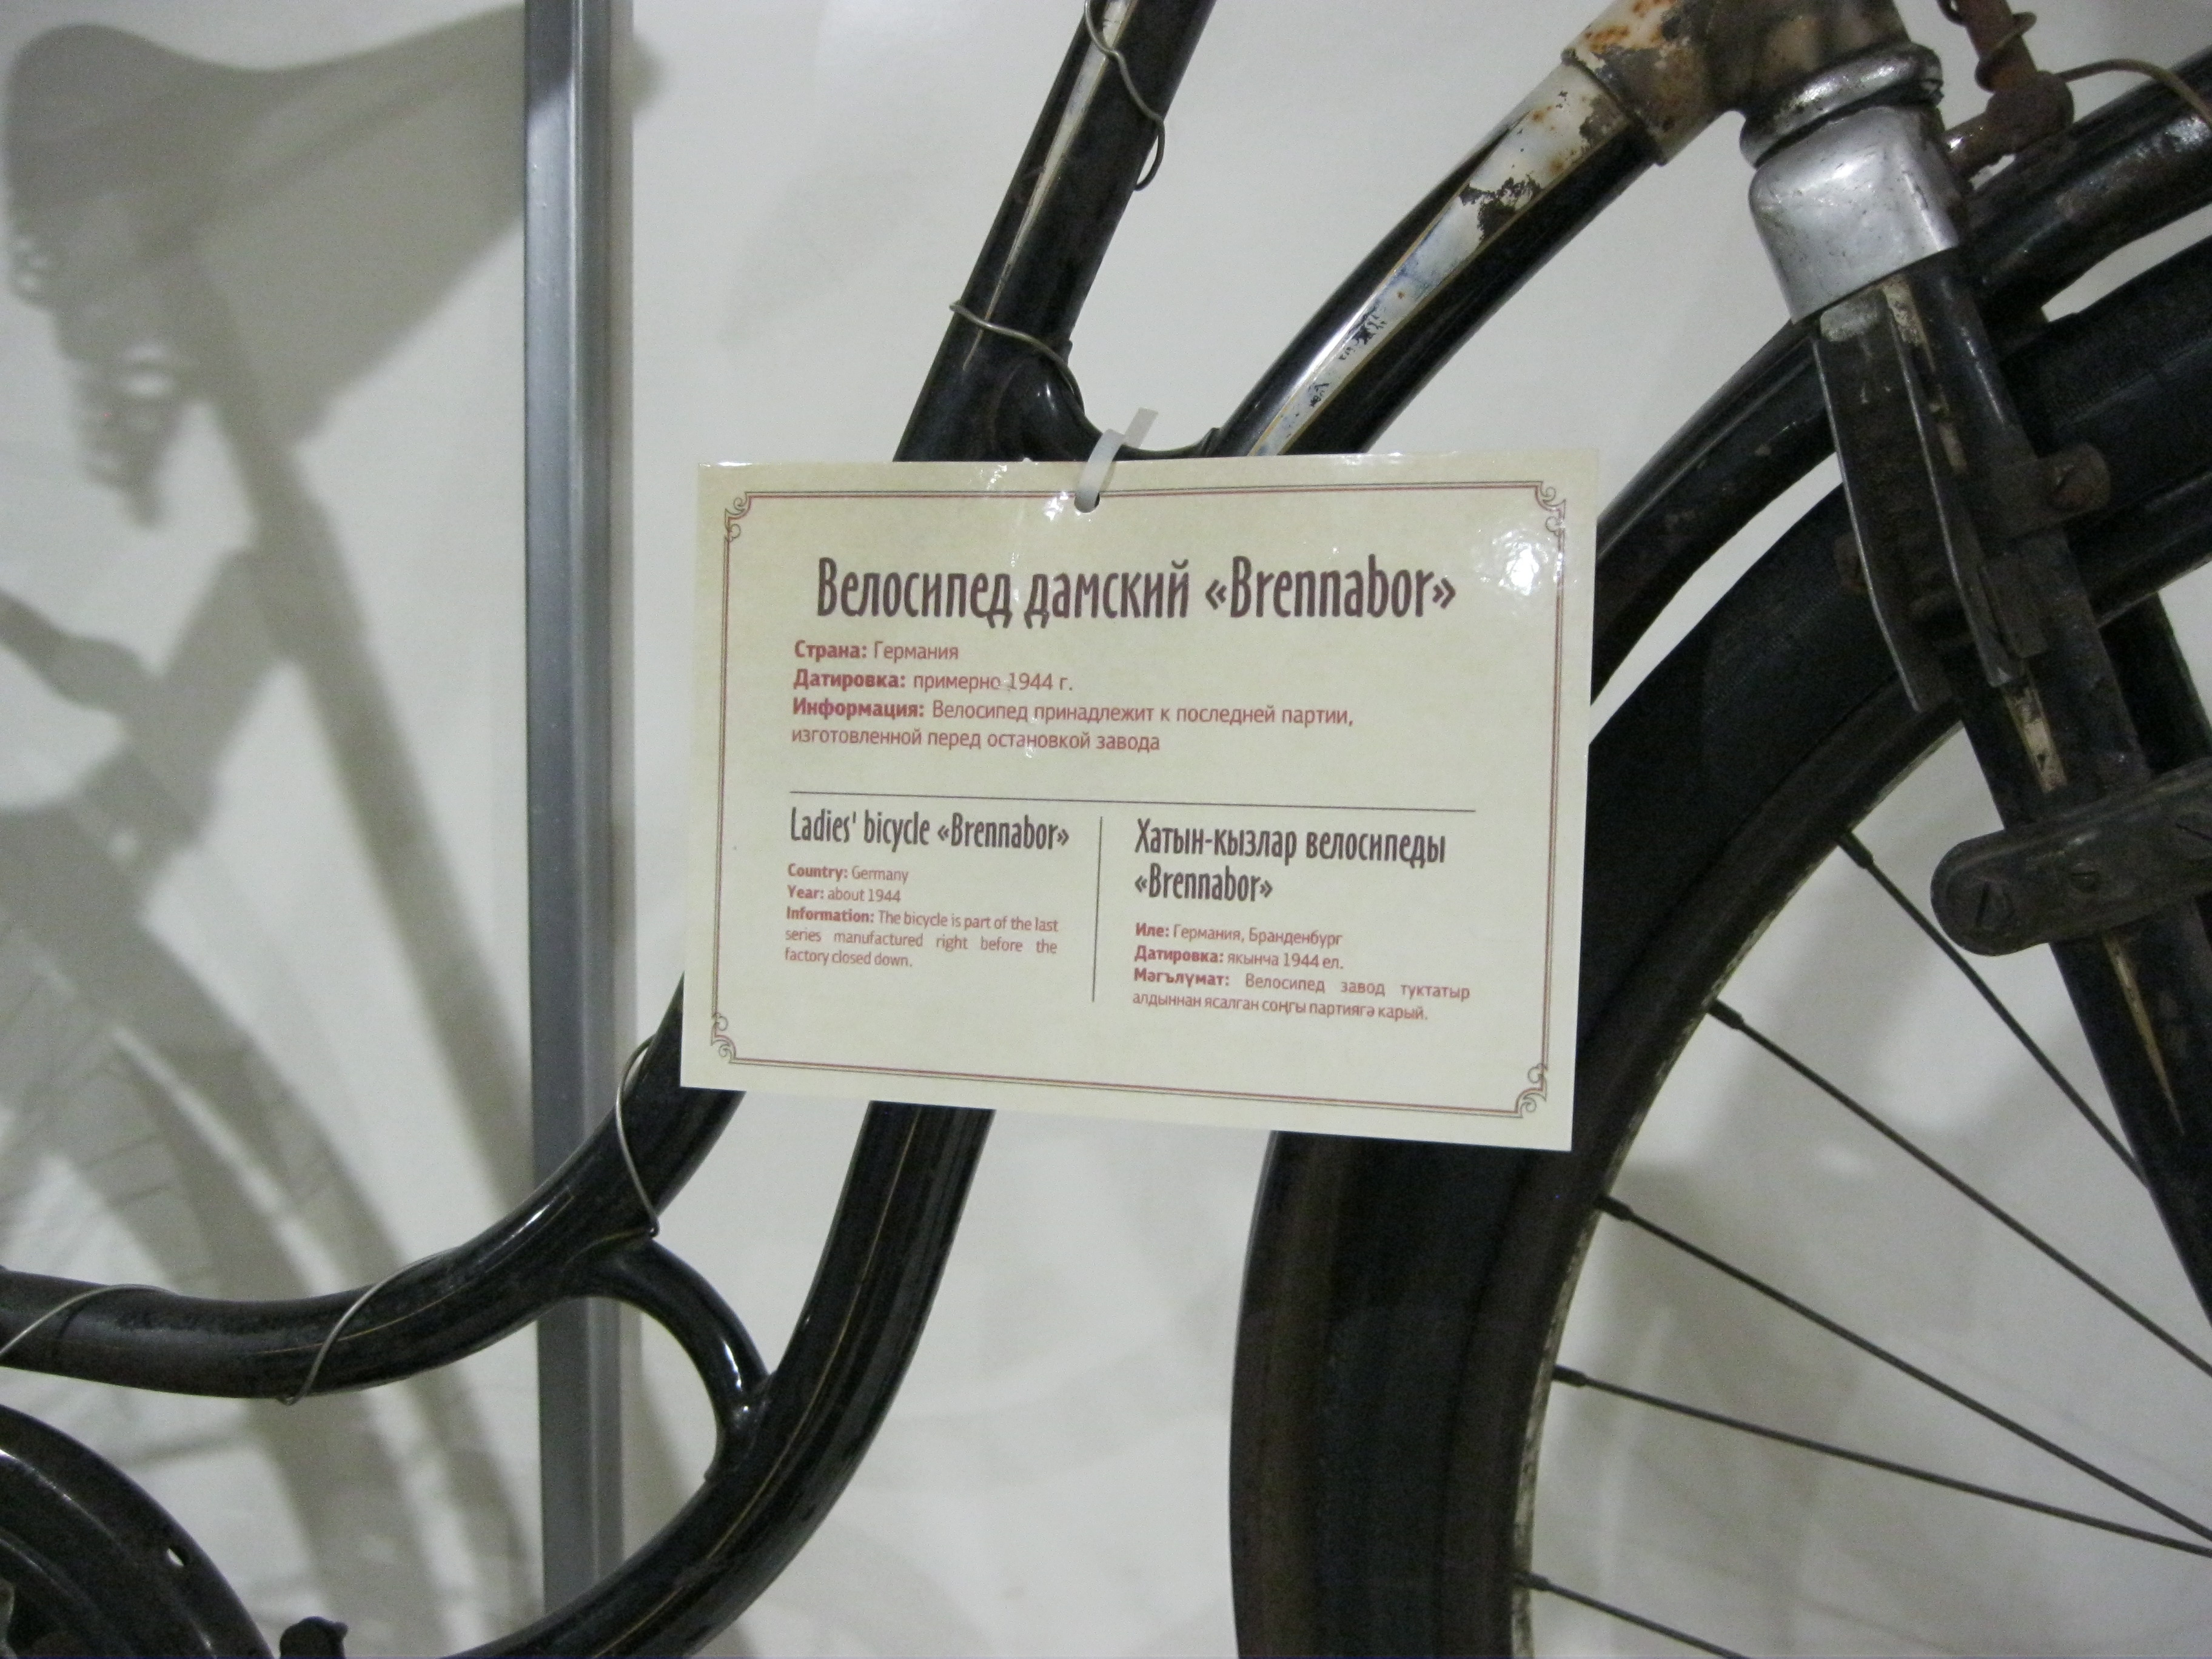 Велосипед дамский «Brennabor»
Страна: Германия
Датировка: примерно 1944 г.
Информация: Велосипед принадлежит к последней партии,
изготовленной перед остановкой завода
Ladies' bicycle «Brennabor»
Country: Germany
Year: about 1944
Information: The bicycle is part of the last
series manufactured right before the
factory closed down.
Хатын-кызлар велосипеды
«Brennabor»
Иле: Германия, Бранденбург
Датировка: якынча 1944 ел.
Мәгълүмат: Велосипед завод туктатыр
алдыннан ясалган соңгы партиягә карый.